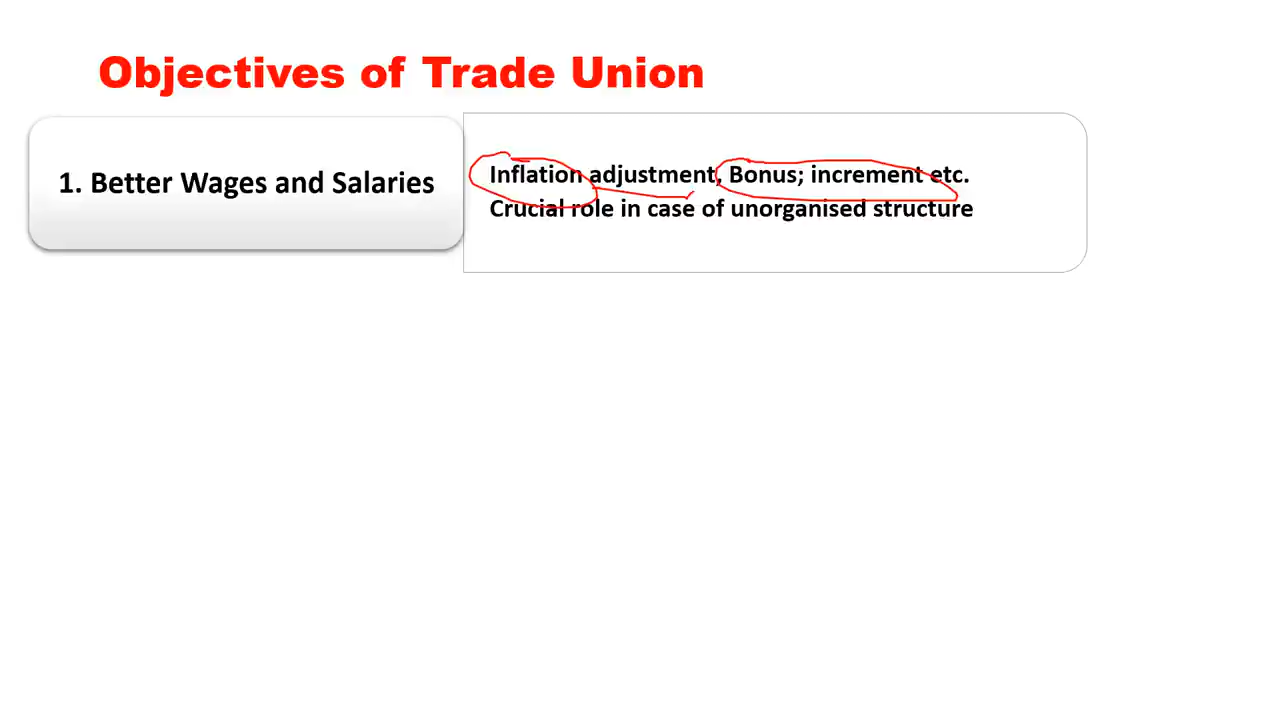 Objectives of Trade Union
1. Better Wages and Salaries
Inflation adjustment, Bonus; increment etc.
Crucial role in case of unorganised structure